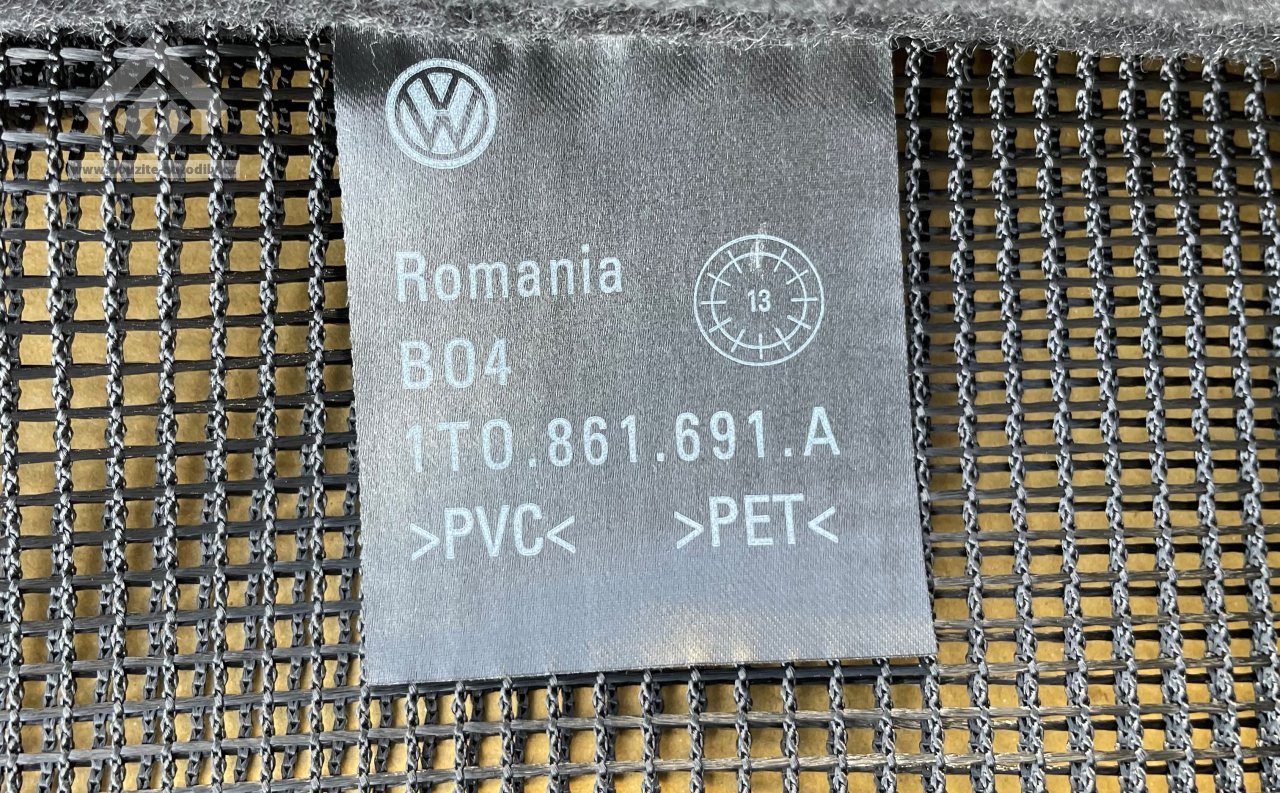 Romania
13
B04
1T0.861.691.A
>PVC< >PET<